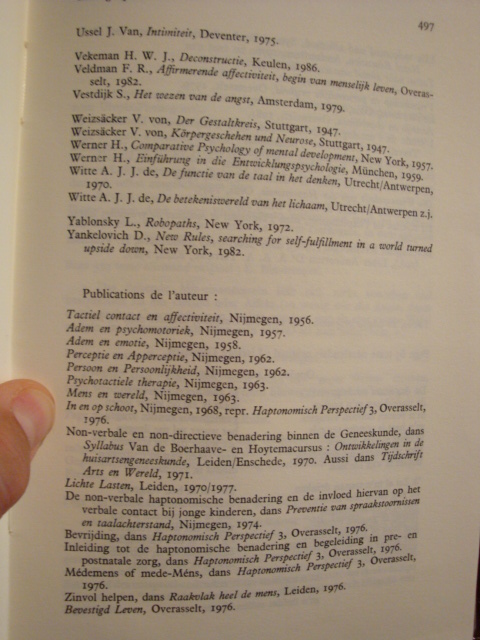 497
Ussel J. Van, Intimiteit, Deventer, 1975.
Vekeman H. W. J., Deconstructie, Keulen, 1986.
Veldman F. R., Affirmerende affectiviteit, begin van menselijk leven, Overas-
selt, 1982.
Vestdijk S., Het wezen van de angst, Amsterdam, 1979.
Weizsäcker V. von, Der Gestaltkreis, Stuttgart, 1947.
Weizsäcker V. von, Körpergeschehen und Neurose, Stuttgart, 1947.
Werner H., Comparative Psychology of mental development, New York, 1957.
Werner H., Einführung in die Entwicklungspsychologie, München, 1959.
Witte A. J. J. de, De functie van de taal in het denken, Utrecht/Antwerpen,
1970.
Witte A. J. J. de, De betekeniswereld van het lichaam, Utrecht/Antwerpen z.j.
Yablonsky L., Robopaths, New York, 1972.
Yankelovich D., New Rules, searching for self-fulfillment in a world turned
upside down, New York, 1982.
Publications de l'auteur :
Tactiel contact en affectiviteit, Nijmegen, 1956.
Adem en psychomotoriek, Nijmegen, 1957.
Adem en emotie, Nijmegen, 1958.
Perceptie en Apperceptie, Nijmegen, 1962.
Persoon en Persoonlijkheid, Nijmegen, 1962.
Psychotactiele therapie, Nijmegen, 1963.
Mens en wereld, Nijmegen, 1963.
In en op schoot, Nijmegen, 1968, repr. Haptonomisch Perspectief 3, Overasselt,
1976.
Non-verbale en non-directieve benadering binnen de Geneeskunde, dans
Syllabus Van de Boerhaave- en Hoytemacursus : Ontwikkelingen in de
huisartsengeneeskunde, Leiden/Enschede, 1970. Aussi dans Tijdschrift
Arts en Wereld, 1971.
Lichte Lasten, Leiden, 1970/1977.
De non-verbale haptonomische benadering en de invloed hiervan op het
verbale contact bij jonge kinderen, dans Preventie van spraakstoornissen
en taalachterstand, Nijmegen, 1974.
Bevrijding, dans Haptonomisch Perspectief 3, Overasselt, 1976.
Inleiding tot de haptonomische benadering en begeleiding in pre- en
postnatale zorg, dans Haptonomisch Perspectief 3, Overasselt, 1976.
Médemens of mede-Méns, dans Haptonomisch Perspectief 3, Overasselt,
1976.
Zinvol helpen, dans Raakvlak heel de mens, Leiden, 1976.
Bevestigd Leven, Overasselt, 1976.